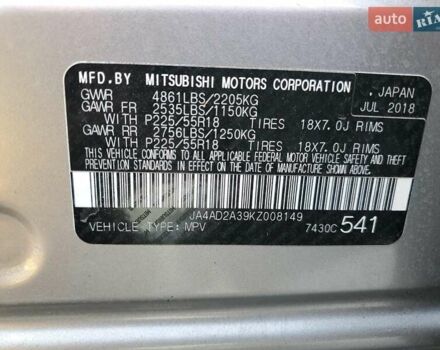 AUTO RIA
MFD.BY MITSUBISHI MOTORS CORPORATION , JAPAN
GVWR 4861LBS/2205KG JUL 2018
GAWR FR 2535LBS/1150KG
WITH P225/55R18 TIRES 18X7.0J RIMS
GAWR RR 2756LBS/1250KG
WITH P225/55R18 TIRES 18X7.0J RIMS
THIS VEHICLE CONFORMS TO ALL APPLICABLE
FEDERAL MOTOR VEHICLE SAFETY AND THEFT
PREVENTION STANDARDS IN EFFECT ON THE DATE
OF MANUFACTURE SHOWN ABOVE.
JA4AD2A39KZ008149
VEHICLE TYPE: MPV 7430C 541